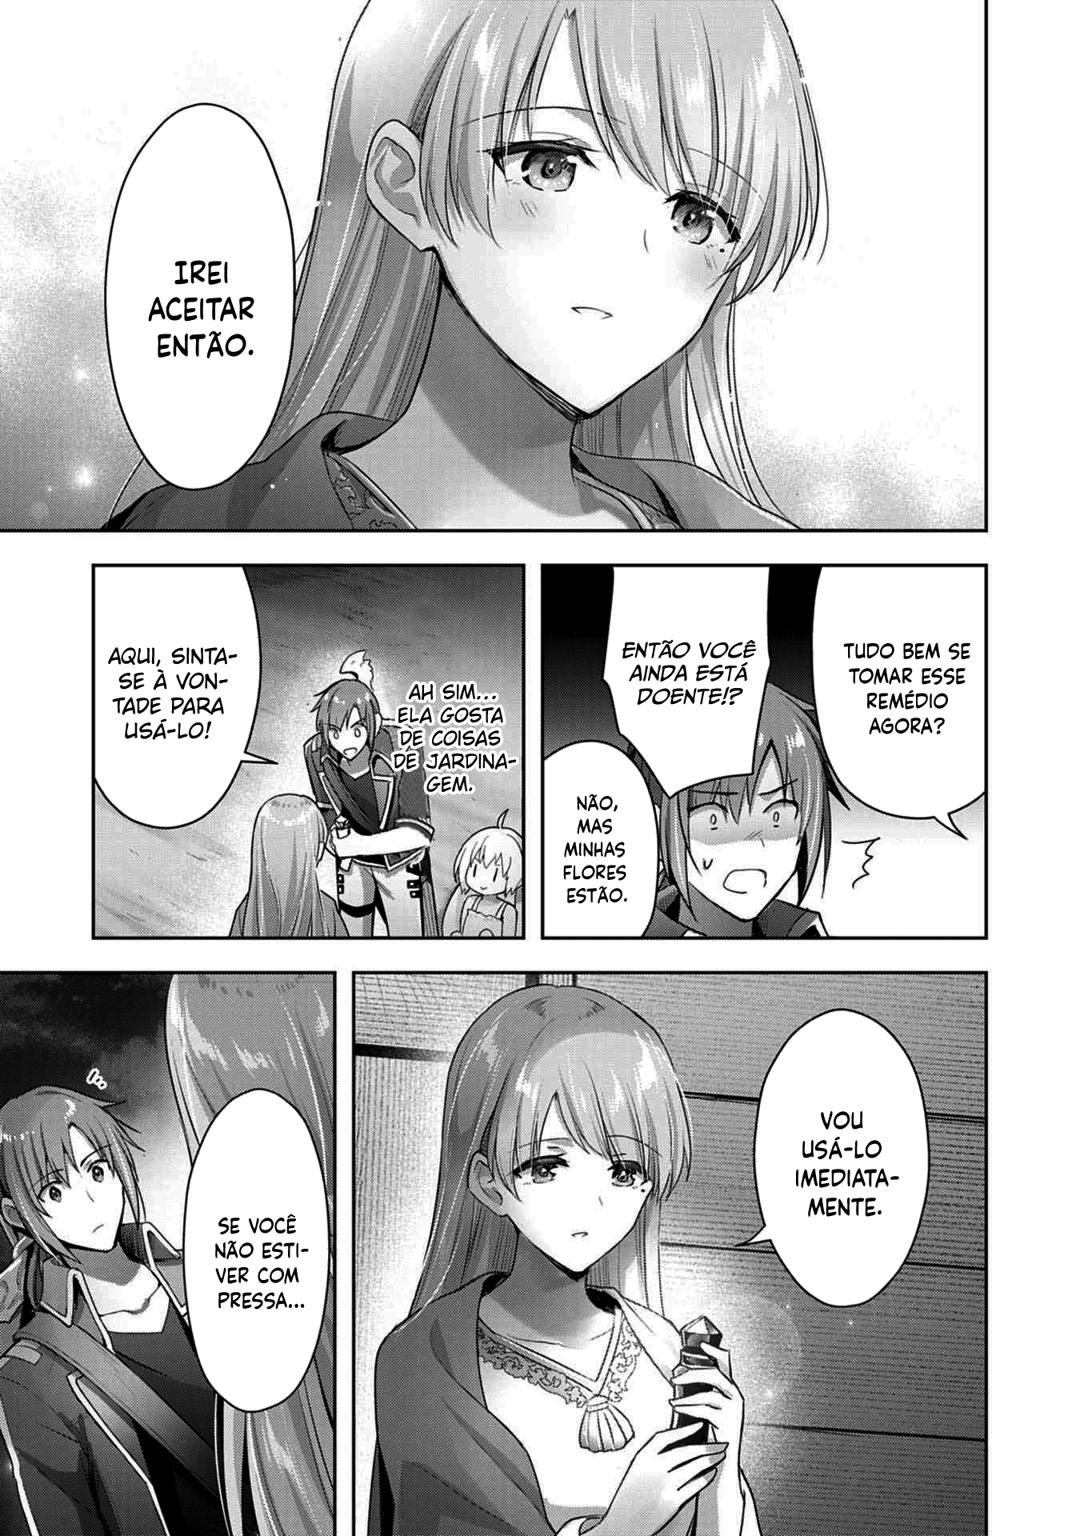 IREI
ACEITAR
ENTÃO.
TUDO BEM SE
TOMAR ESSE
REMÉDIO
AGORA?
ENTÃO VOCÊ
AINDA ESTÁ
DOENTE!?
NÃO,
MAS
MINHAS
FLORES
ESTÃO.
AH SIM...
ELA GOSTA
DE COISAS
DE JARDINA-
GEM.
AQUI, SINTA-
SE À VON-
TADE PARA
USÁ-LO!
VOU
USÁ-LO
IMEDIATA-
MENTE.
SE VOCÊ
NÃO ESTI-
VER COM
PRESSA...